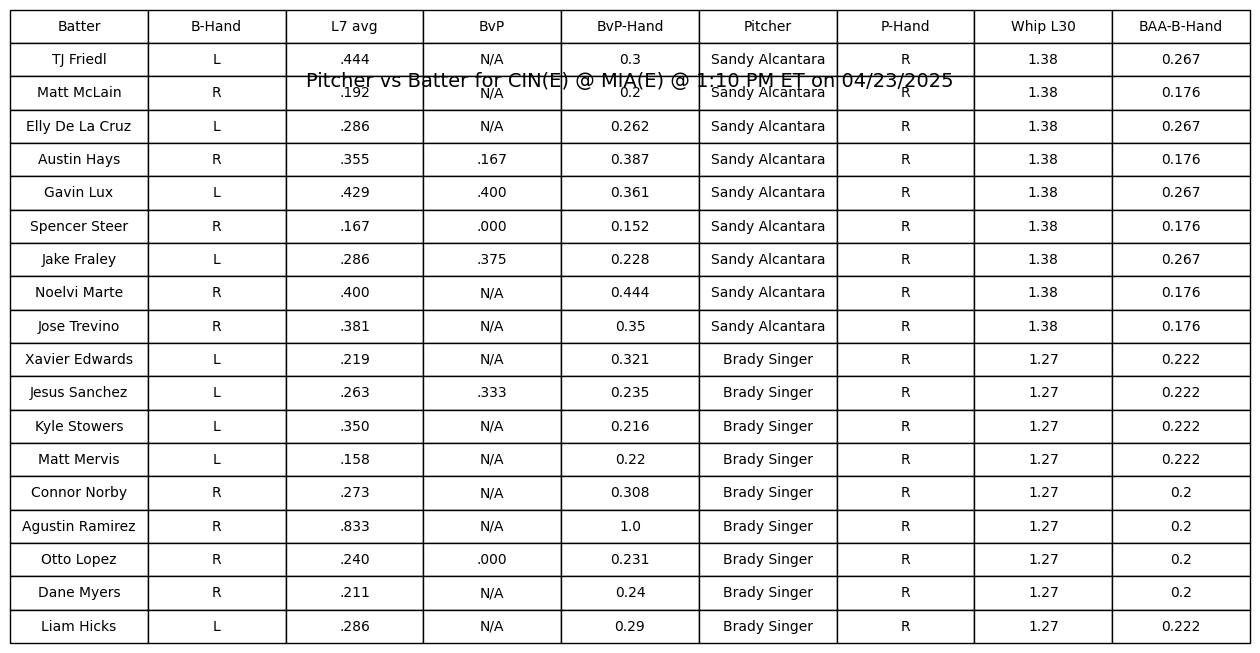 Batter B-Hand L7 avg BvP BvP-Hand Pitcher P-Hand Whip L30 BAA-B-Hand
TJ Friedl L .444 N/A 0.3 Sandy Alcantara R 1.38 0.267
Pitcher vs Batter for CIN(E) @ MIA(E) @ 1:10 PM ET on 04/23/2025
Matt McLain R .192 N/A 0.2 Sandy Alcantara R 1.38 0.176
Elly De La Cruz L .286 N/A 0.262 Sandy Alcantara R 1.38 0.267
Austin Hays R .355 .167 0.387 Sandy Alcantara R 1.38 0.176
Gavin Lux L .429 .400 0.361 Sandy Alcantara R 1.38 0.267
Spencer Steer R .167 .000 0.152 Sandy Alcantara R 1.38 0.176
Jake Fraley L .286 .375 0.228 Sandy Alcantara R 1.38 0.267
Noelvi Marte R .400 N/A 0.444 Sandy Alcantara R 1.38 0.176
Jose Trevino R .381 N/A 0.35 Sandy Alcantara R 1.38 0.176
Xavier Edwards L .219 N/A 0.321 Brady Singer R 1.27 0.222
Jesus Sanchez L .263 .333 0.235 Brady Singer R 1.27 0.222
Kyle Stowers L .350 N/A 0.216 Brady Singer R 1.27 0.222
Matt Mervis L .158 N/A 0.22 Brady Singer R 1.27 0.222
Connor Norby R .273 N/A 0.308 Brady Singer R 1.27 0.2
Agustin Ramirez R .833 N/A 1.0 Brady Singer R 1.27 0.2
Otto Lopez R .240 .000 0.231 Brady Singer R 1.27 0.2
Dane Myers R .211 N/A 0.24 Brady Singer R 1.27 0.2
Liam Hicks L .286 N/A 0.29 Brady Singer R 1.27 0.222